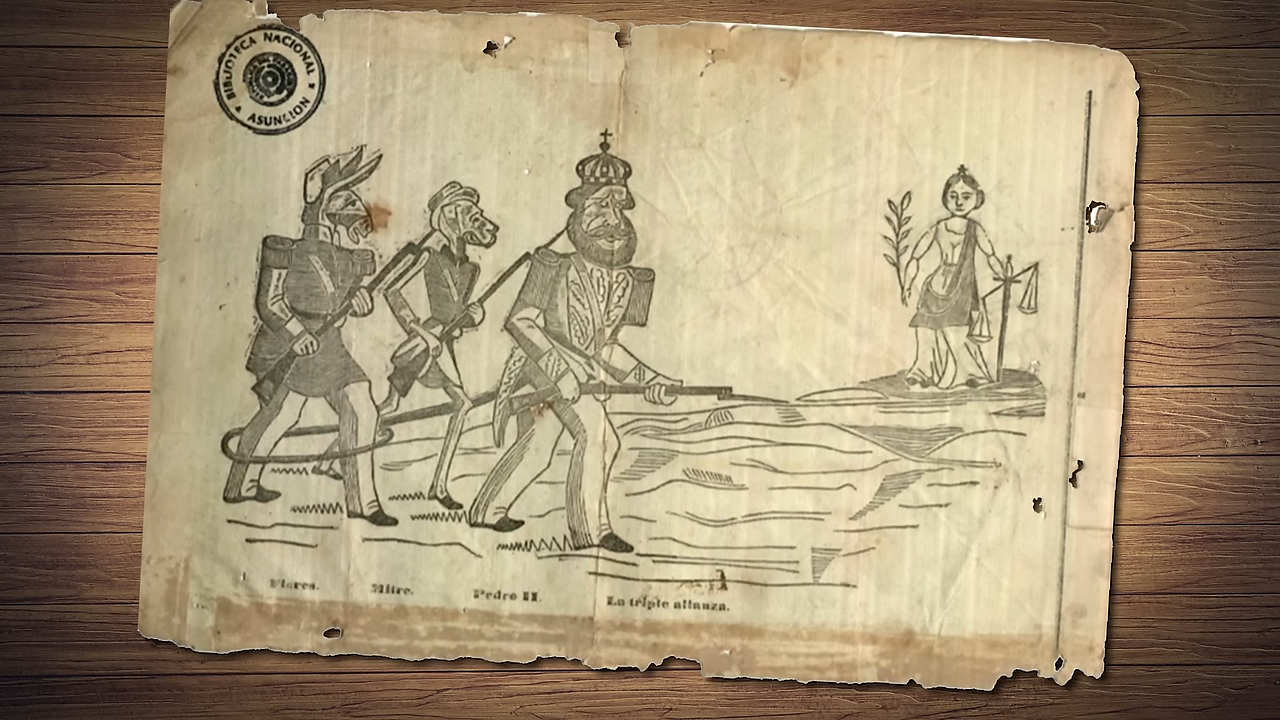 BIBLIOTECA NACIONAL
ASUNCION
Flores. Mitre. Pedro II. La triple alianza.